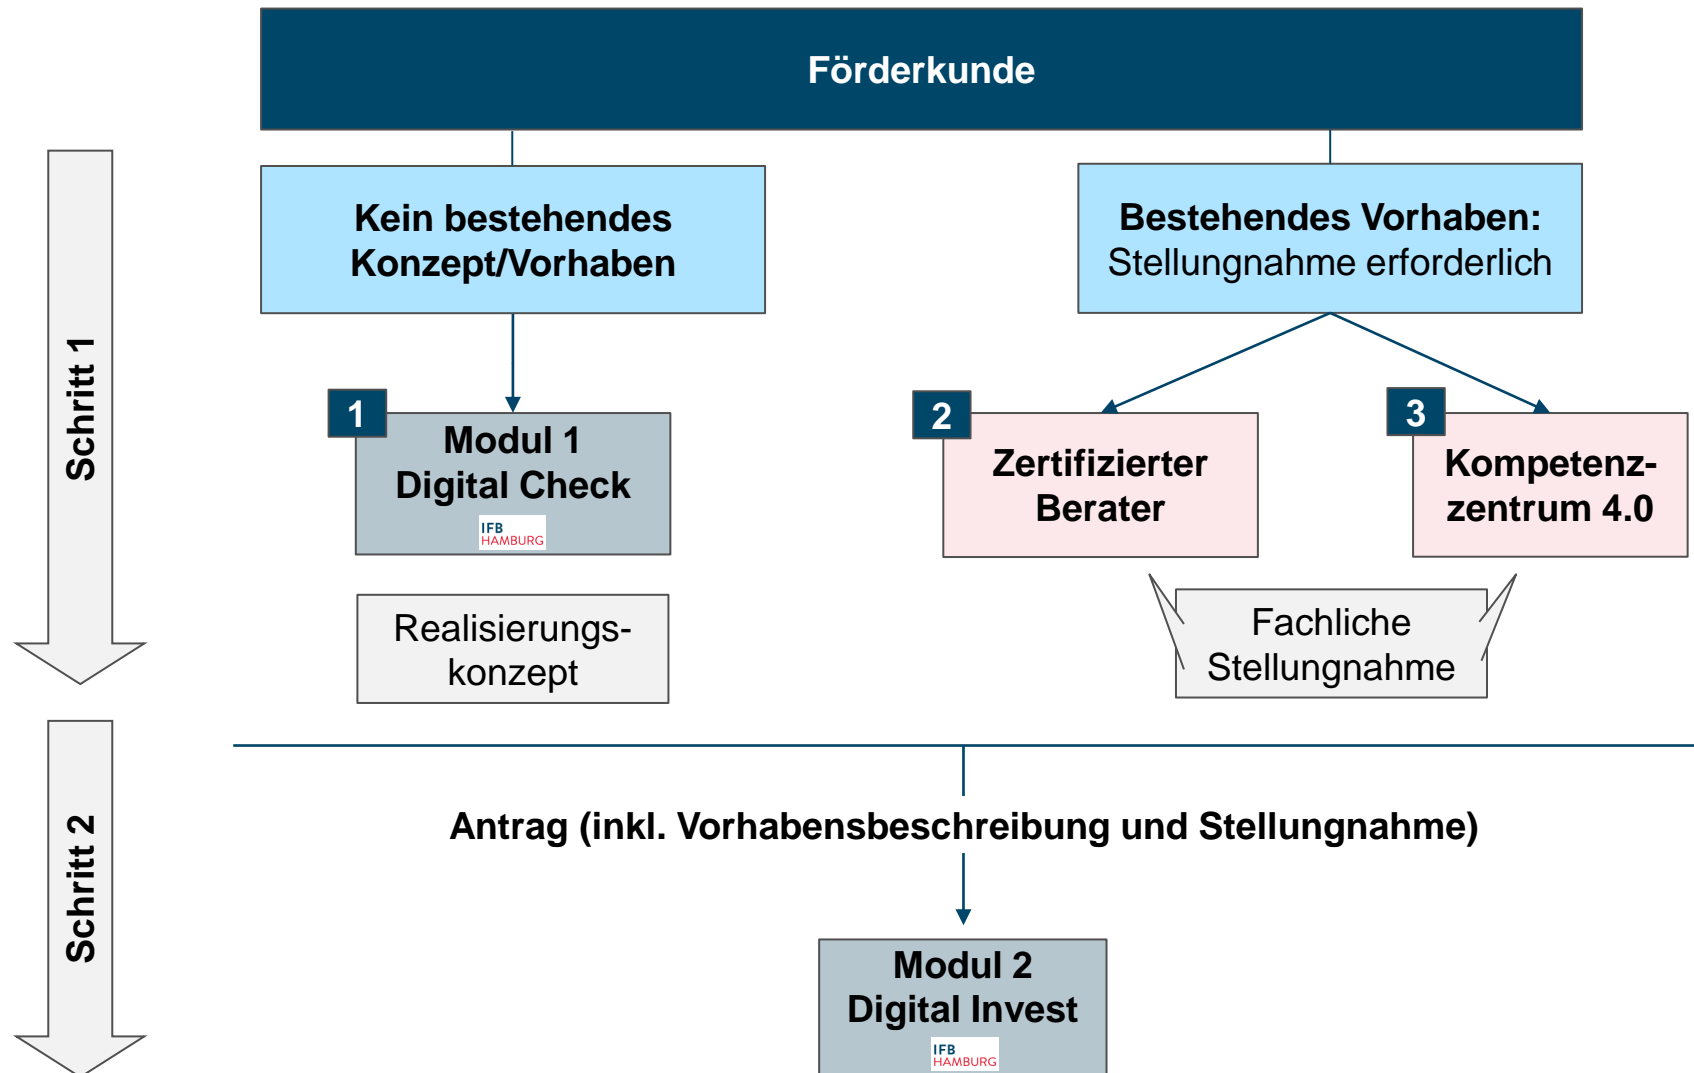 Förderkunde
Kein bestehendes
Konzept/Vorhaben
Bestehendes Vorhaben:
Stellungnahme erforderlich
Schritt 1
1
Modul 1
Digital Check
IFB
HAMBURG
2
Zertifizierter
Berater
3
Kompetenz-
zentrum 4.0
Realisierungs-
konzept
Fachliche
Stellungnahme
Schritt 2
Antrag (inkl. Vorhabensbeschreibung und Stellungnahme)
Modul 2
Digital Invest
IFB
HAMBURG